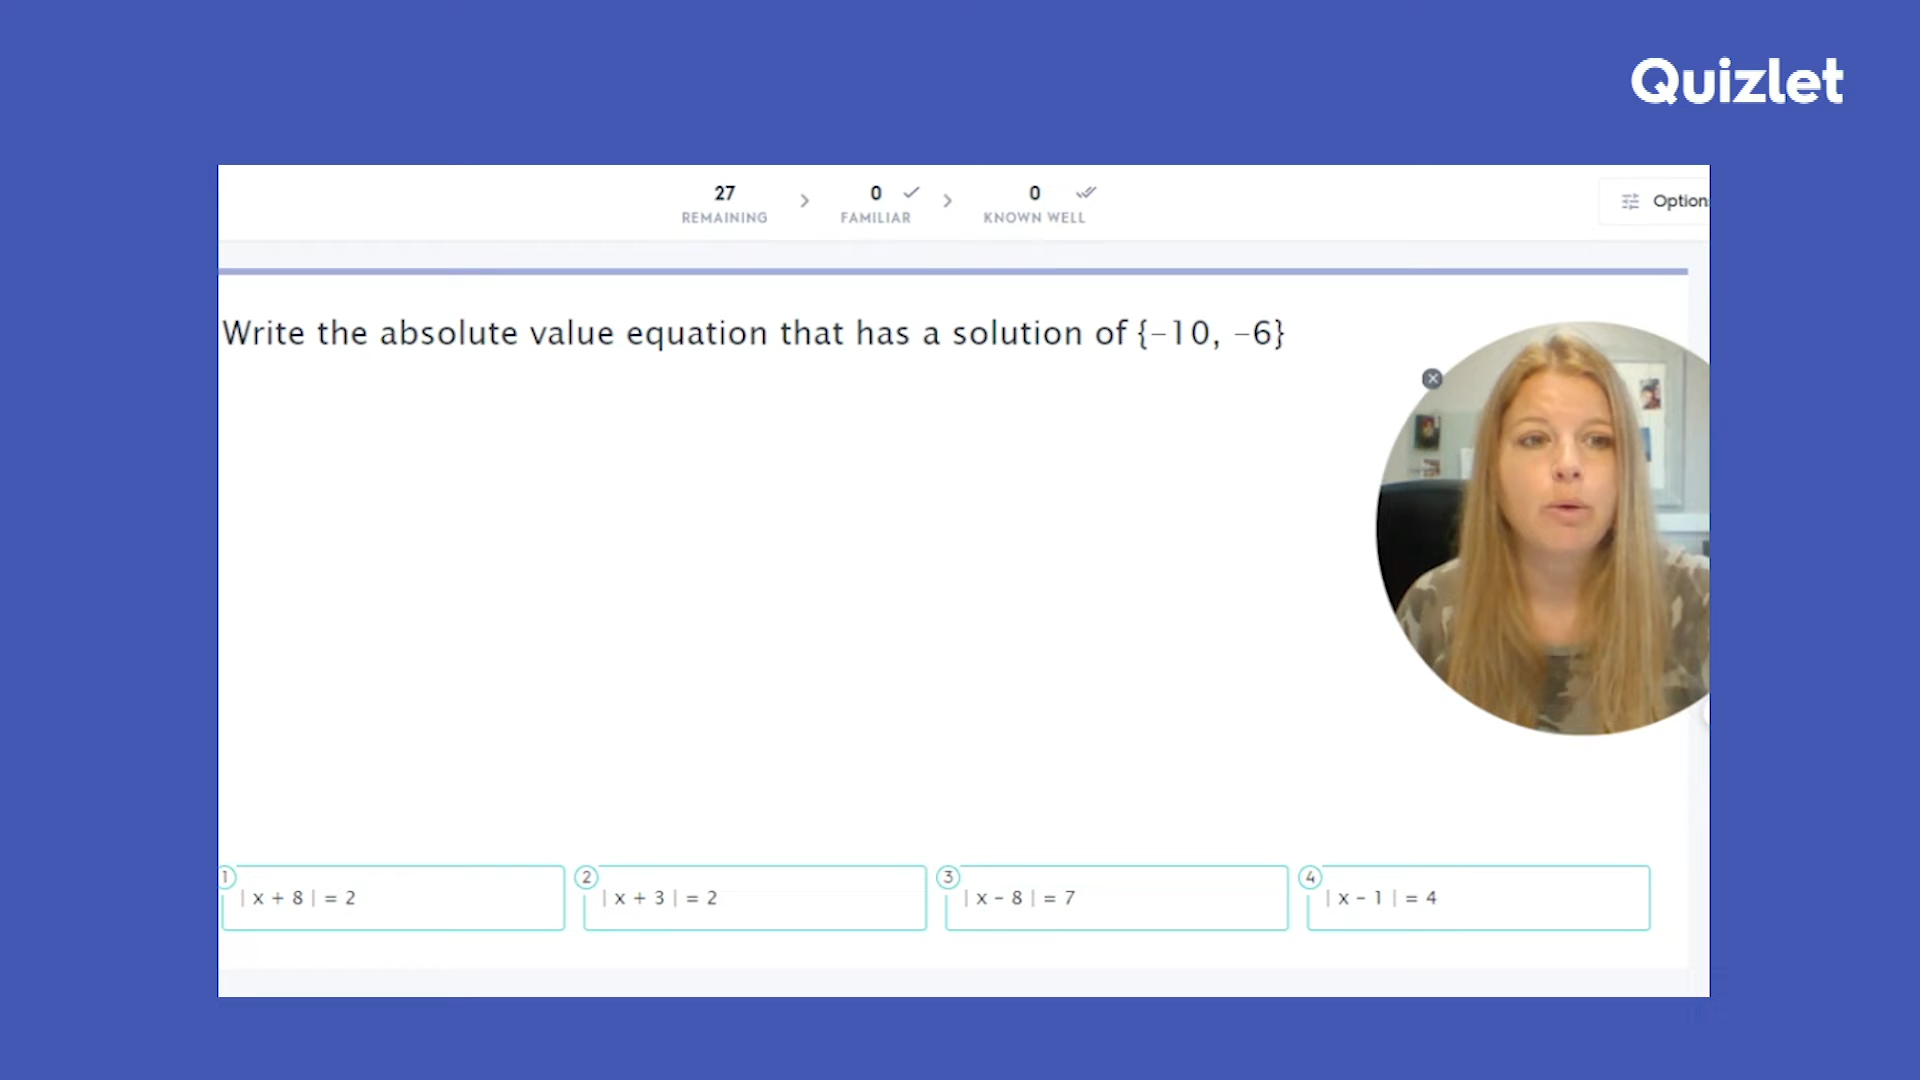 Quizlet
27
REMAINING
0
FAMILIAR
0
KNOWN WELL
Option
Write the absolute value equation that has a solution of {−10, −6}
1
| x + 8 | = 2
2
| x + 3 | = 2
3
| x − 8 | = 7
4
| x − 1 | = 4